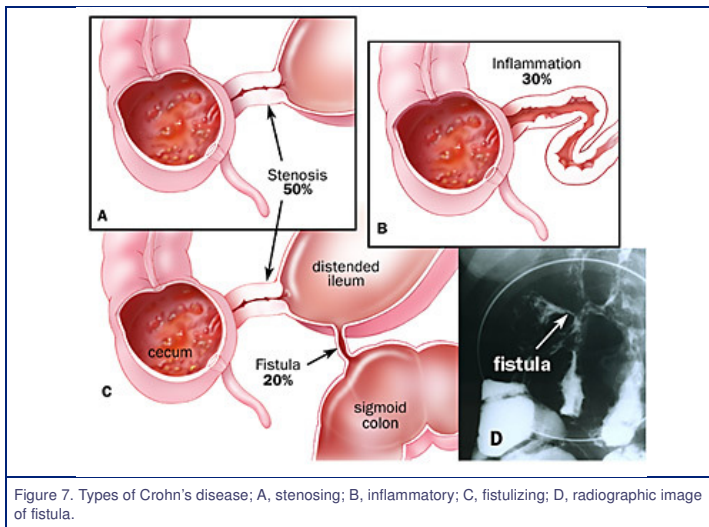 Stenosis
50%
A
Inflammation
30%
B
distended
ileum
cecum
Fistula
20%
sigmoid
colon
C
fistula
D
Figure 7. Types of Crohn's disease; A, stenosing; B, inflammatory; C, fistulizing; D, radiographic image
of fistula.